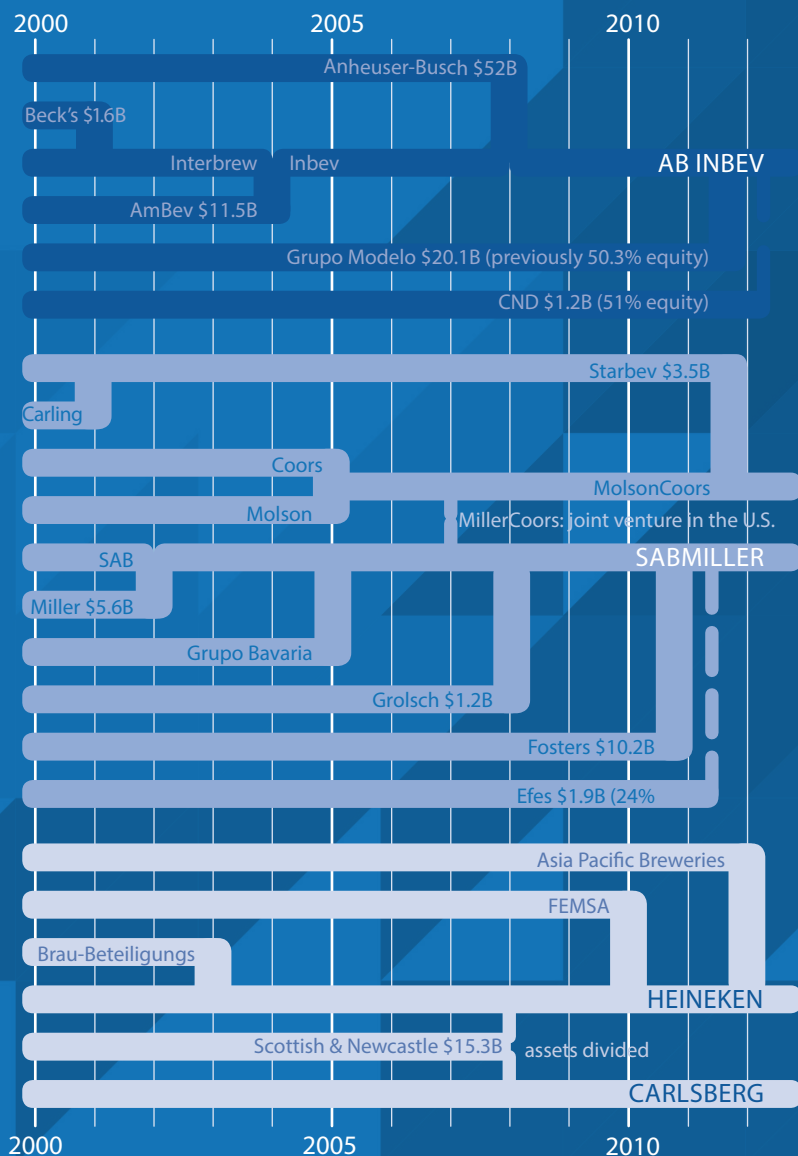 2000 2005 2010
Anheuser-Busch $52B
Beck's $1.6B
Interbrew Inbev AB INBEV
AmBev $11.5B
Grupo Modelo $20.1B (previously 50.3% equity)
CND $1.2B (51% equity)
Starbev $3.5B
Carling
Coors
MolsonCoors
Molson
MillerCoors: joint venture in the U.S.
SAB SABMILLER
Miller $5.6B
Grupo Bavaria
Grolsch $1.2B
Fosters $10.2B
Efes $1.9B (24%
Asia Pacific Breweries
FEMSA
Brau-Beteiligungs
HEINEKEN
Scottish & Newcastle $15.3B assets divided
CARLSBERG
2000 2005 2010